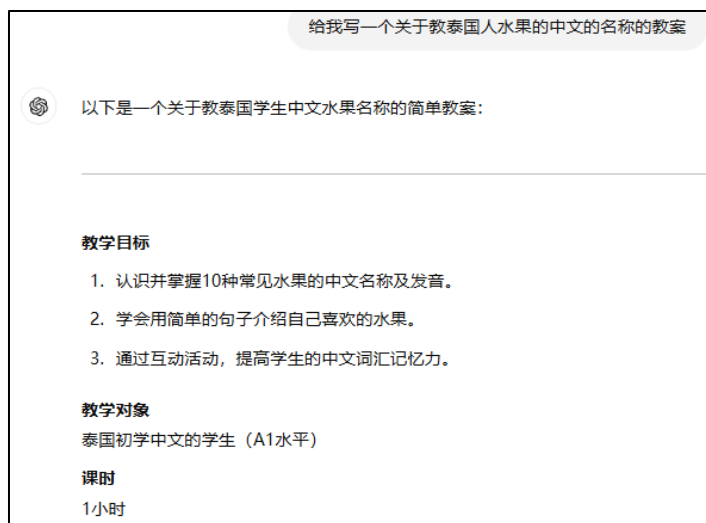 给我写一个关于教泰国人水果的中文的名称的教案
以下是一个关于教泰国学生中文水果名称的简单教案：
教学目标
1. 认识并掌握10种常见水果的中文名称及发音。
2. 学会用简单的句子介绍自己喜欢的水果。
3. 通过互动活动，提高学生的中文词汇记忆力。
教学对象
泰国初学中文的学生（A1水平）
课时
1小时